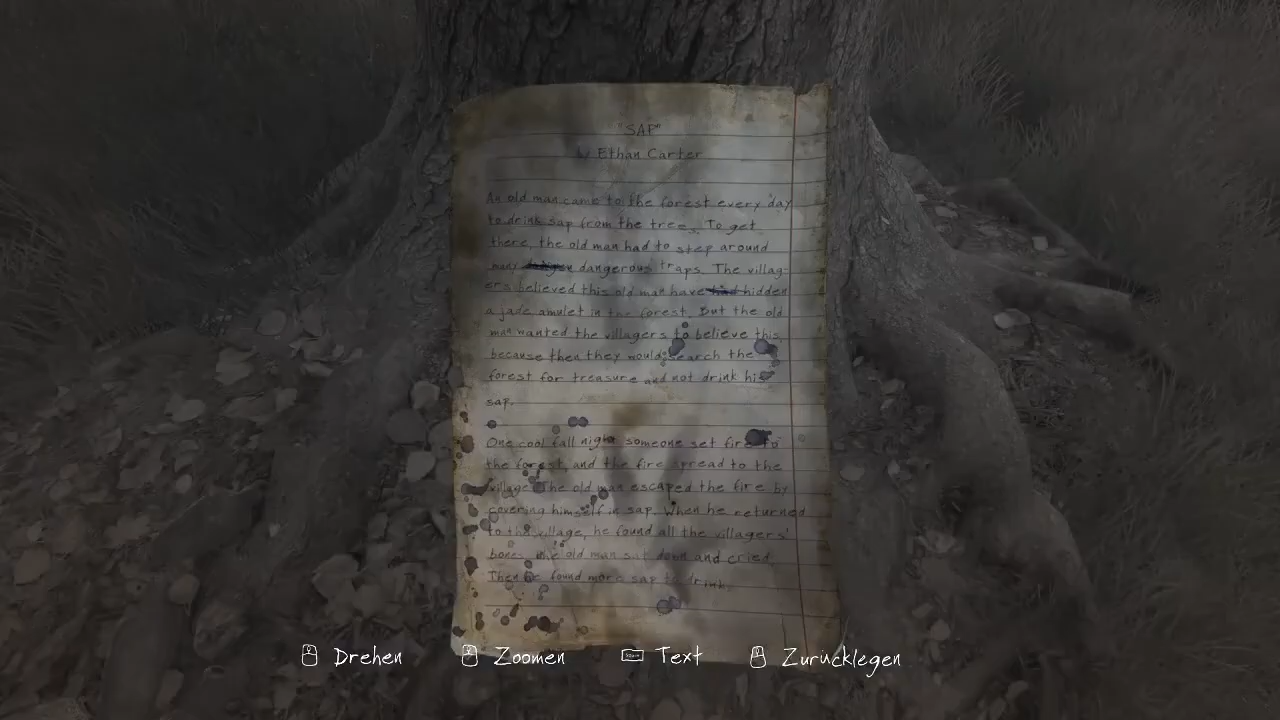 "SAP"
by Ethan Carter
An old man came to the forest every day
to drink sap from the trees. To get
there, the old man had to step around
many dangerous traps. The villag-
ers believed this old man have had hidden
a jade amulet in the forest. But the old
man wanted the villagers to believe this,
because then they would search the
forest for treasure and not drink his
sap.
One cool fall night someone set fire to
the forest, and the fire spread to the
village. The old man escaped the fire by
covering himself in sap. When he returned
to the village, he found all the villagers'
bones. The old man sat down and cried.
Then he found more sap to drink.
Drehen Zoomen Text Zurücklegen